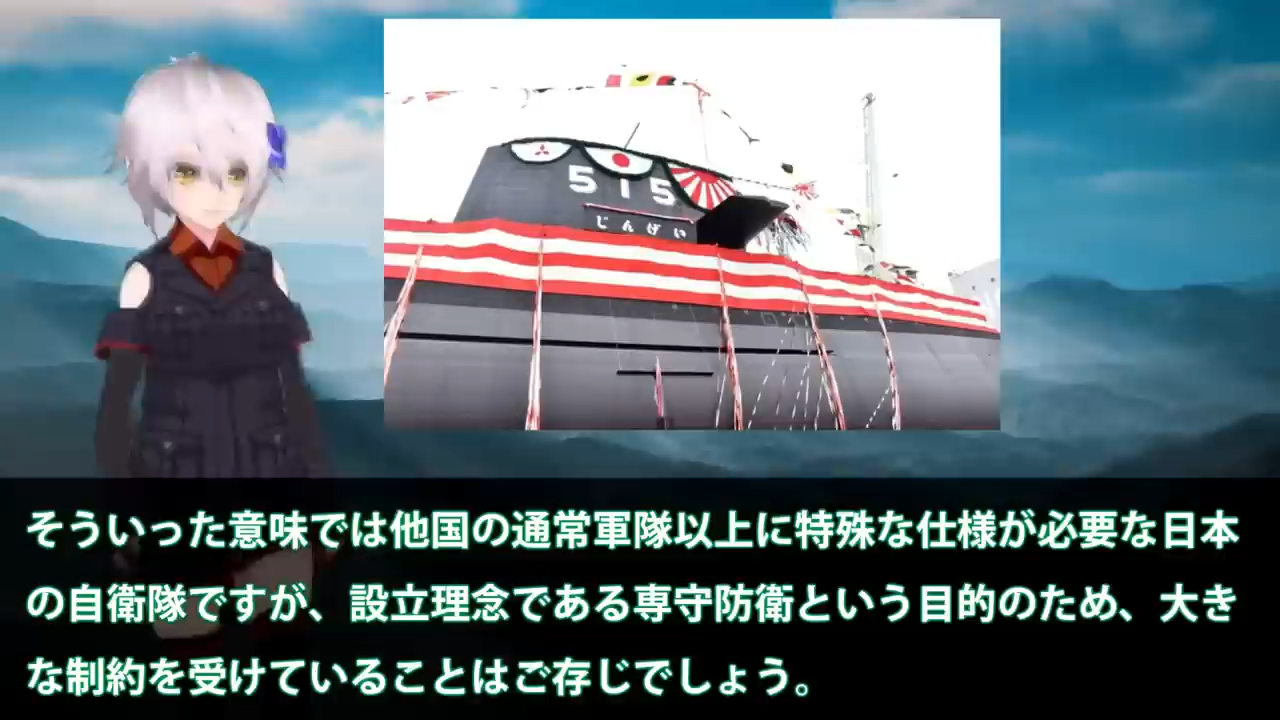 515
じんげい
そういった意味では他国の通常軍隊以上に特殊な仕様が必要な日本
の自衛隊ですが、設立理念である専守防衛という目的のため、大き
な制約を受けていることはご存じでしょう。